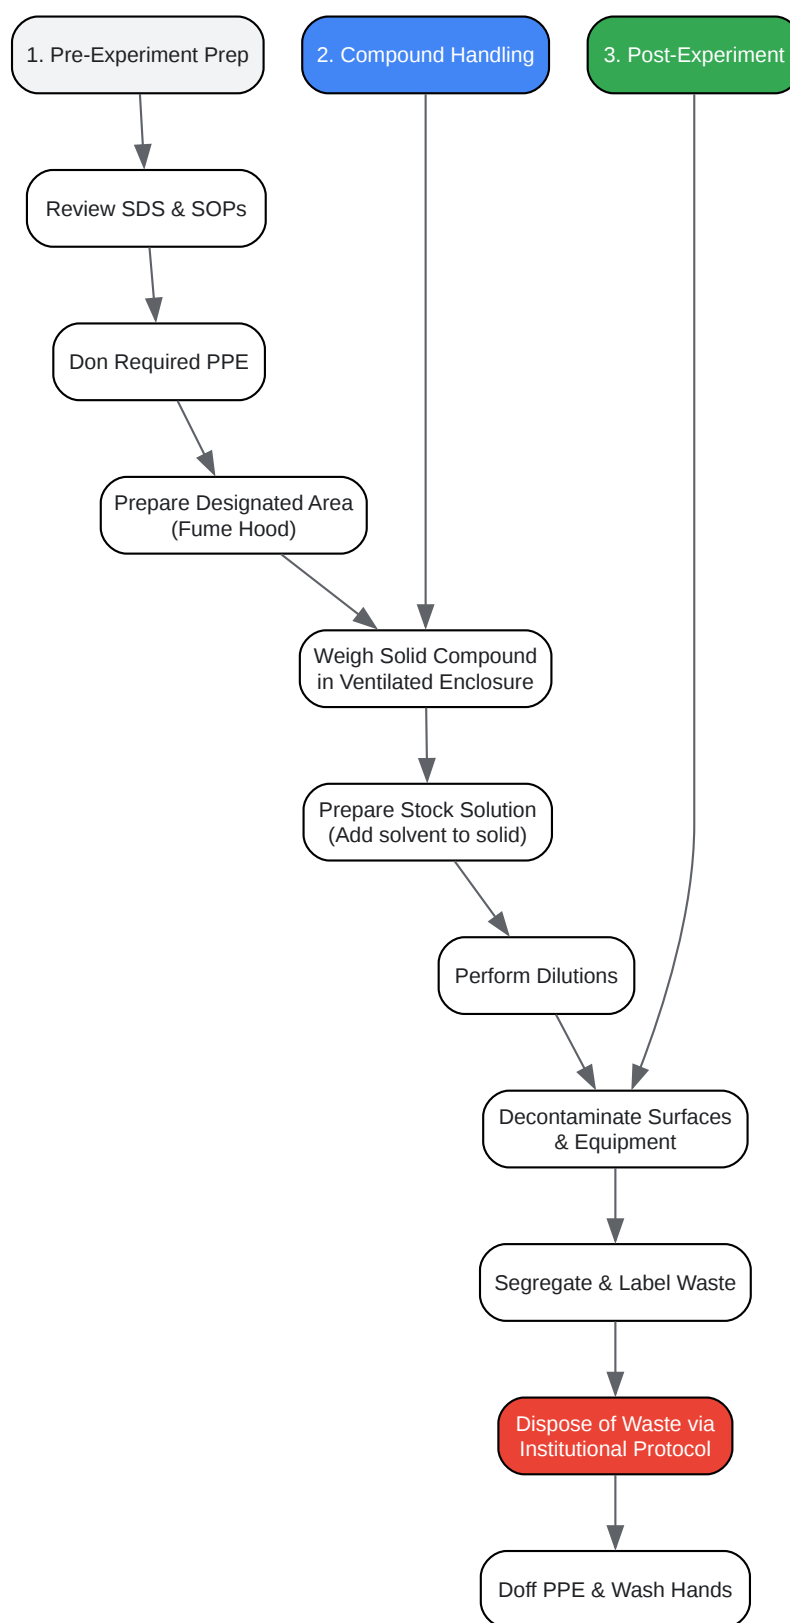 1. Pre-Experiment Prep
2. Compound Handling
3. Post-Experiment
Review SDS & SOPs
Don Required PPE
Prepare Designated Area
(Fume Hood)
Weigh Solid Compound
in Ventilated Enclosure
Prepare Stock Solution
(Add solvent to solid)
Perform Dilutions
Decontaminate Surfaces
& Equipment
Segregate & Label Waste
Dispose of Waste via
Institutional Protocol
Doff PPE & Wash Hands